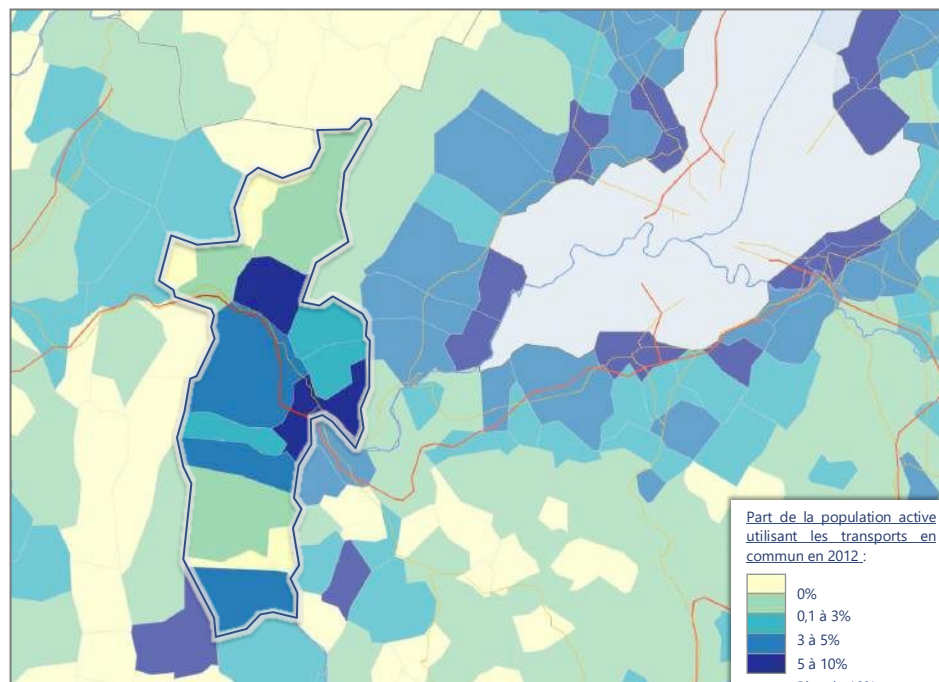 Part de la population active
utilisant les transports en
commun en 2012 :
0%
0,1 à 3%
3 à 5%
5 à 10%